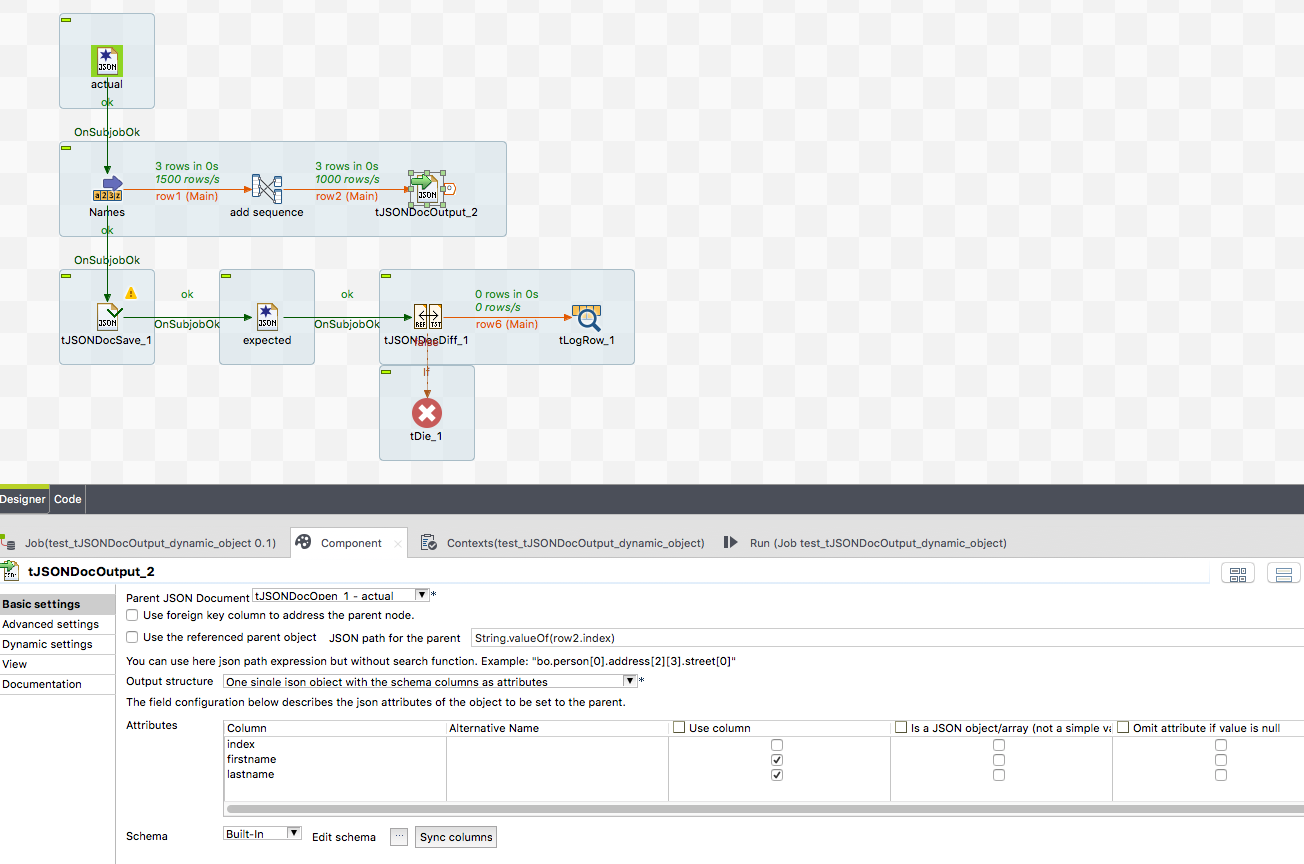 JSON
actual
ok
OnSubjobOk
3 rows in 0s
1500 rows/s
row1 (Main)
3 rows in 0s
1000 rows/s
row2 (Main)
a 2 3 z
JSON
Names
add sequence
tJSONDocOutput_2
ok
OnSubjobOk
ok
ok
0 rows in 0s
0 rows/s
JSON
OnSubjobOk
JSON
OnSubjobOk
REF TST
row6 (Main)
tJSONDocSave_1
expected
tJSONDocDiff_1
tLogRow_1
false
If
tDie_1
Designer
Code
Job(test_tJSONDocOutput_dynamic_object 0.1)
Component
Contexts(test_tJSONDocOutput_dynamic_object)
Run (Job test_tJSONDocOutput_dynamic_object)
tJSONDocOutput_2
Basic settings
Advanced settings
Dynamic settings
View
Documentation
Parent JSON Document tJSONDocOpen_1 - actual *
Use foreign key column to address the parent node.
Use the referenced parent object JSON path for the parent String.valueOf(row2.index)
You can use here json path expression but without search function. Example: "bo.person[0].address[2][3].street[0]"
Output structure One single json object with the schema columns as attributes *
The field configuration below describes the json attributes of the object to be set to the parent.
Attributes Column Alternative Name Use column Is a JSON object/array (not a simple va Omit attribute if value is null
index
firstname
lastname
Schema Built-In Edit schema ... Sync columns